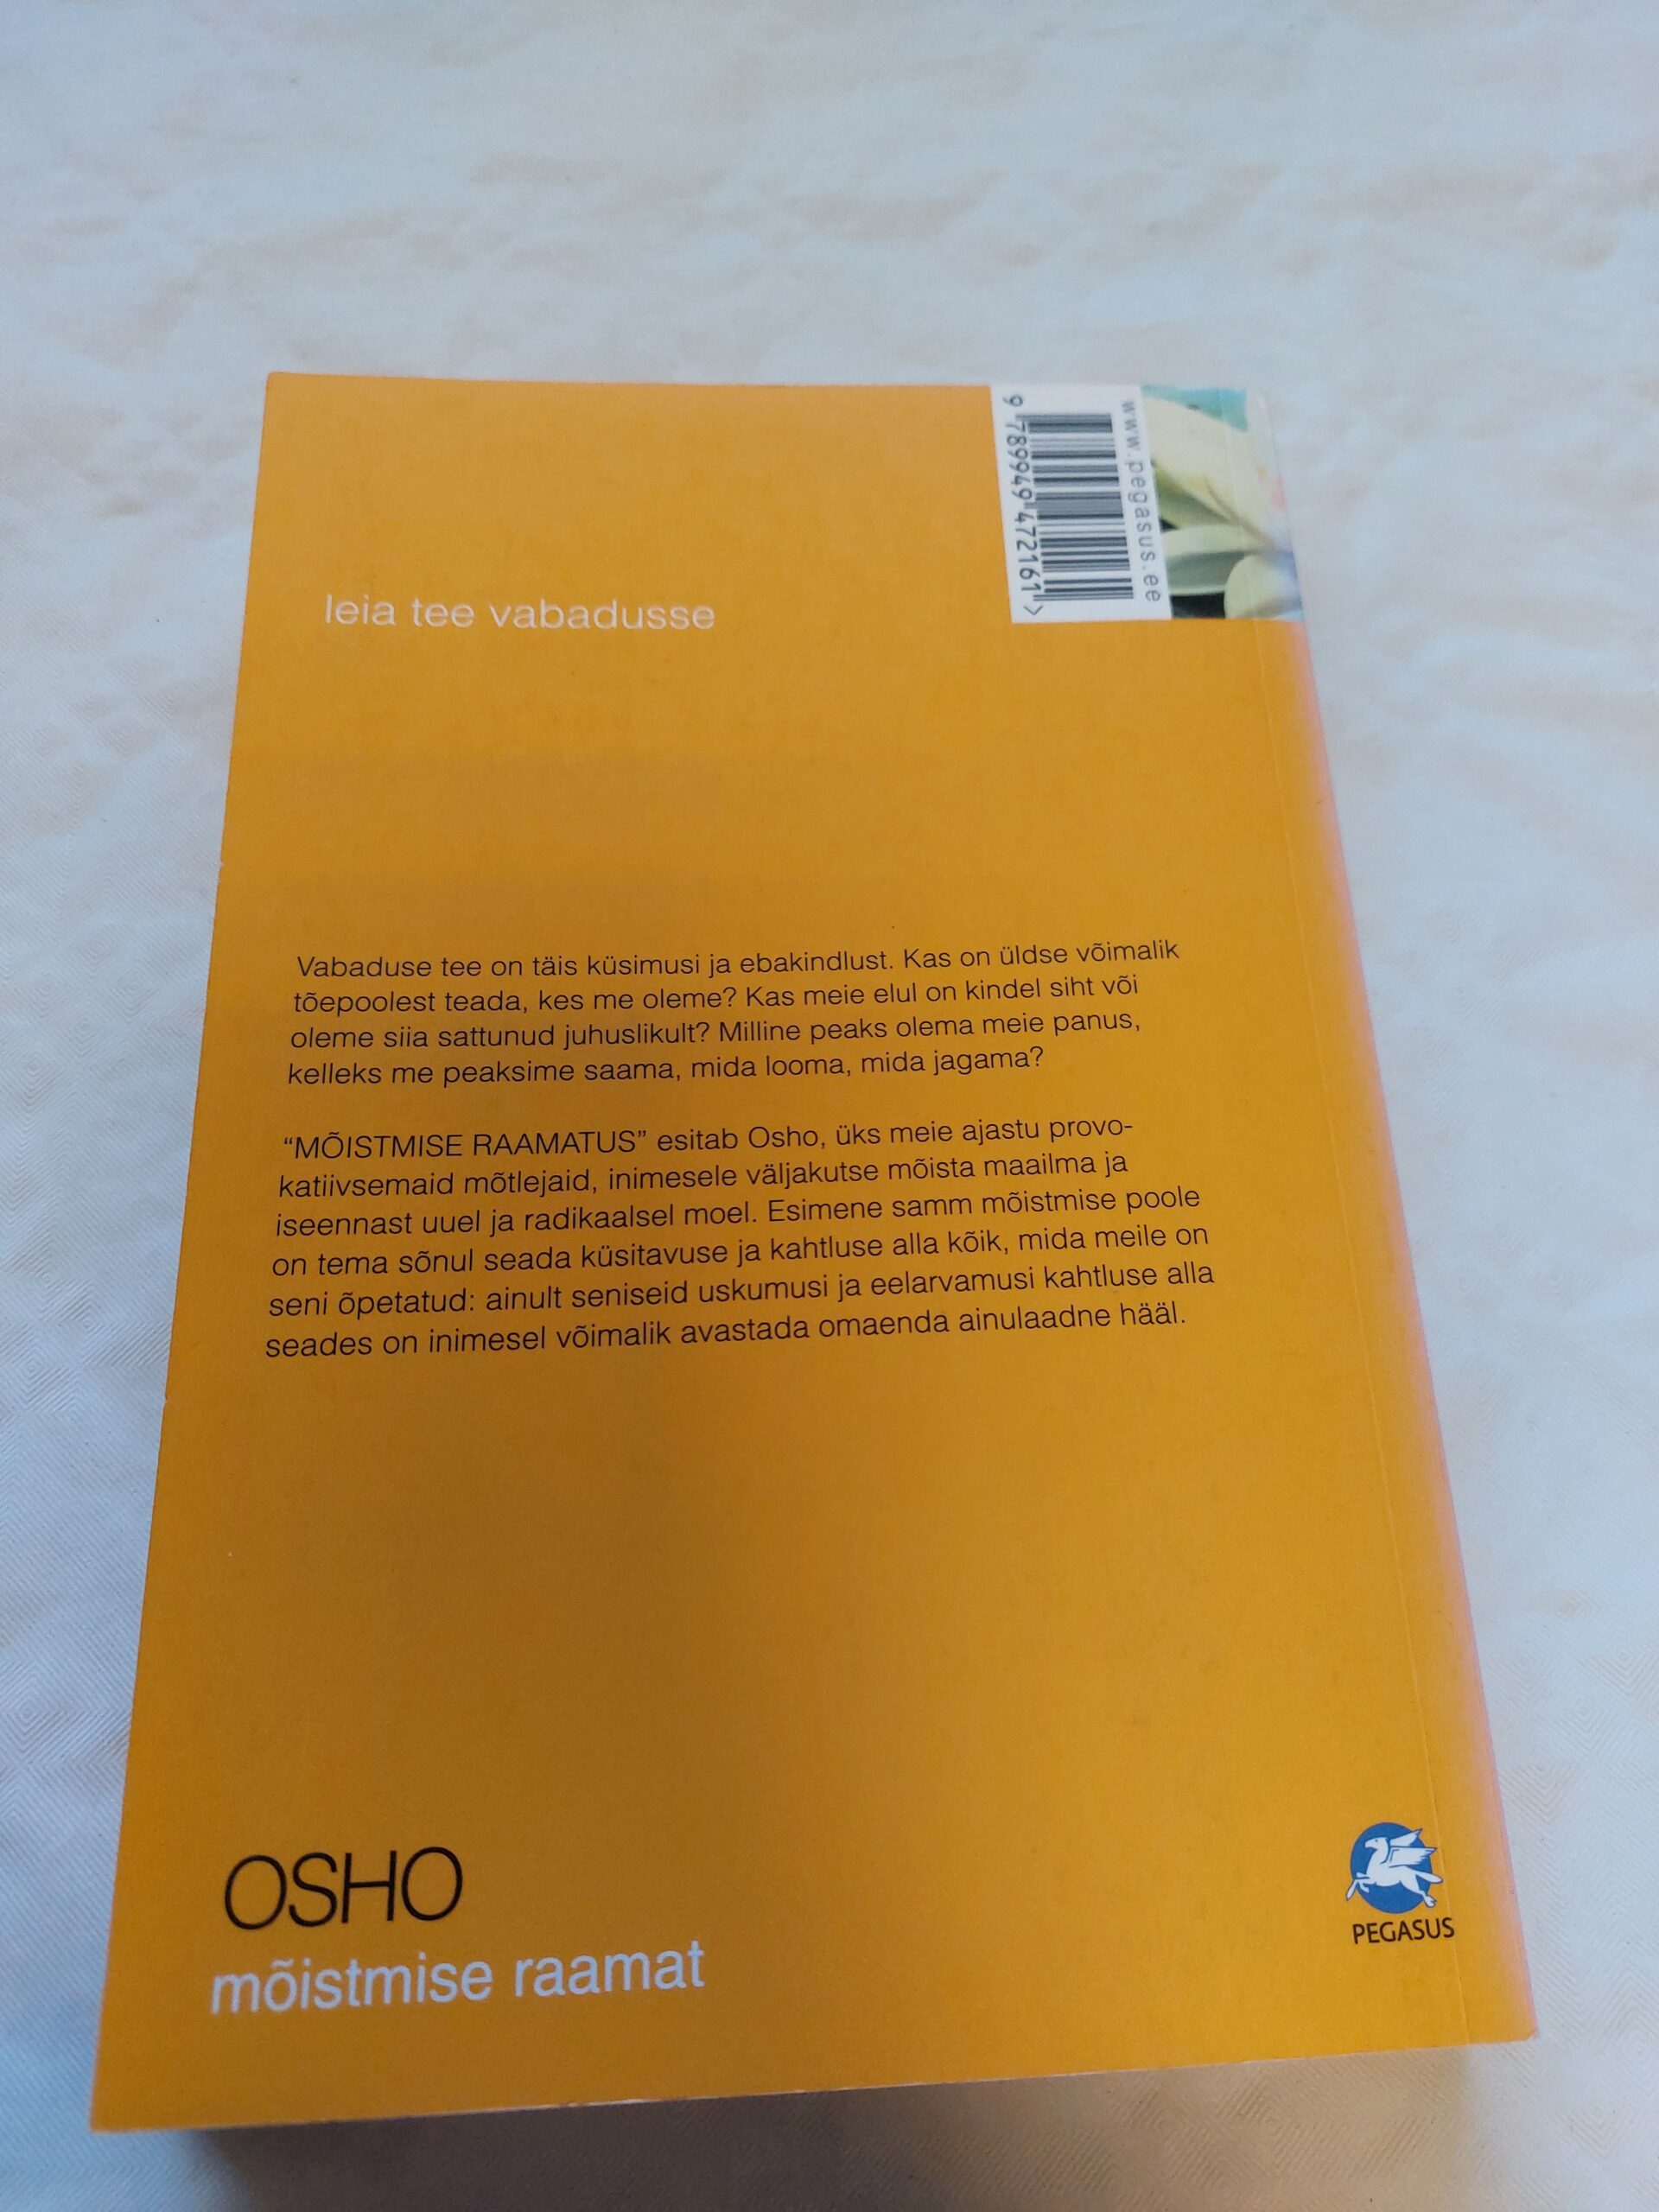 www.pegasus.ee
9 789949 472161 >
leia tee vabadusse
Vabaduse tee on täis küsimusi ja ebakindlust. Kas on üldse võimalik
tõepoolest teada, kes me oleme? Kas meie elul on kindel siht või
oleme siia sattunud juhuslikult? Milline peaks olema meie panus,
kelleks me peaksime saama, mida looma, mida jagama?
“MÕISTMISE RAAMATUS” esitab Osho, üks meie ajastu provo-
katiivsemaid mõtlejaid, inimesele väljakutse mõista maailma ja
iseennast uuel ja radikaalsel moel. Esimene samm mõistmise poole
on tema sõnul seada küsitavuse ja kahtluse alla kõik, mida meile on
seni õpetatud: ainult seniseid uskumusi ja eelarvamusi kahtluse alla
seades on inimesel võimalik avastada omaenda ainulaadne hääl.
OSHO
mõistmise raamat
PEGASUS